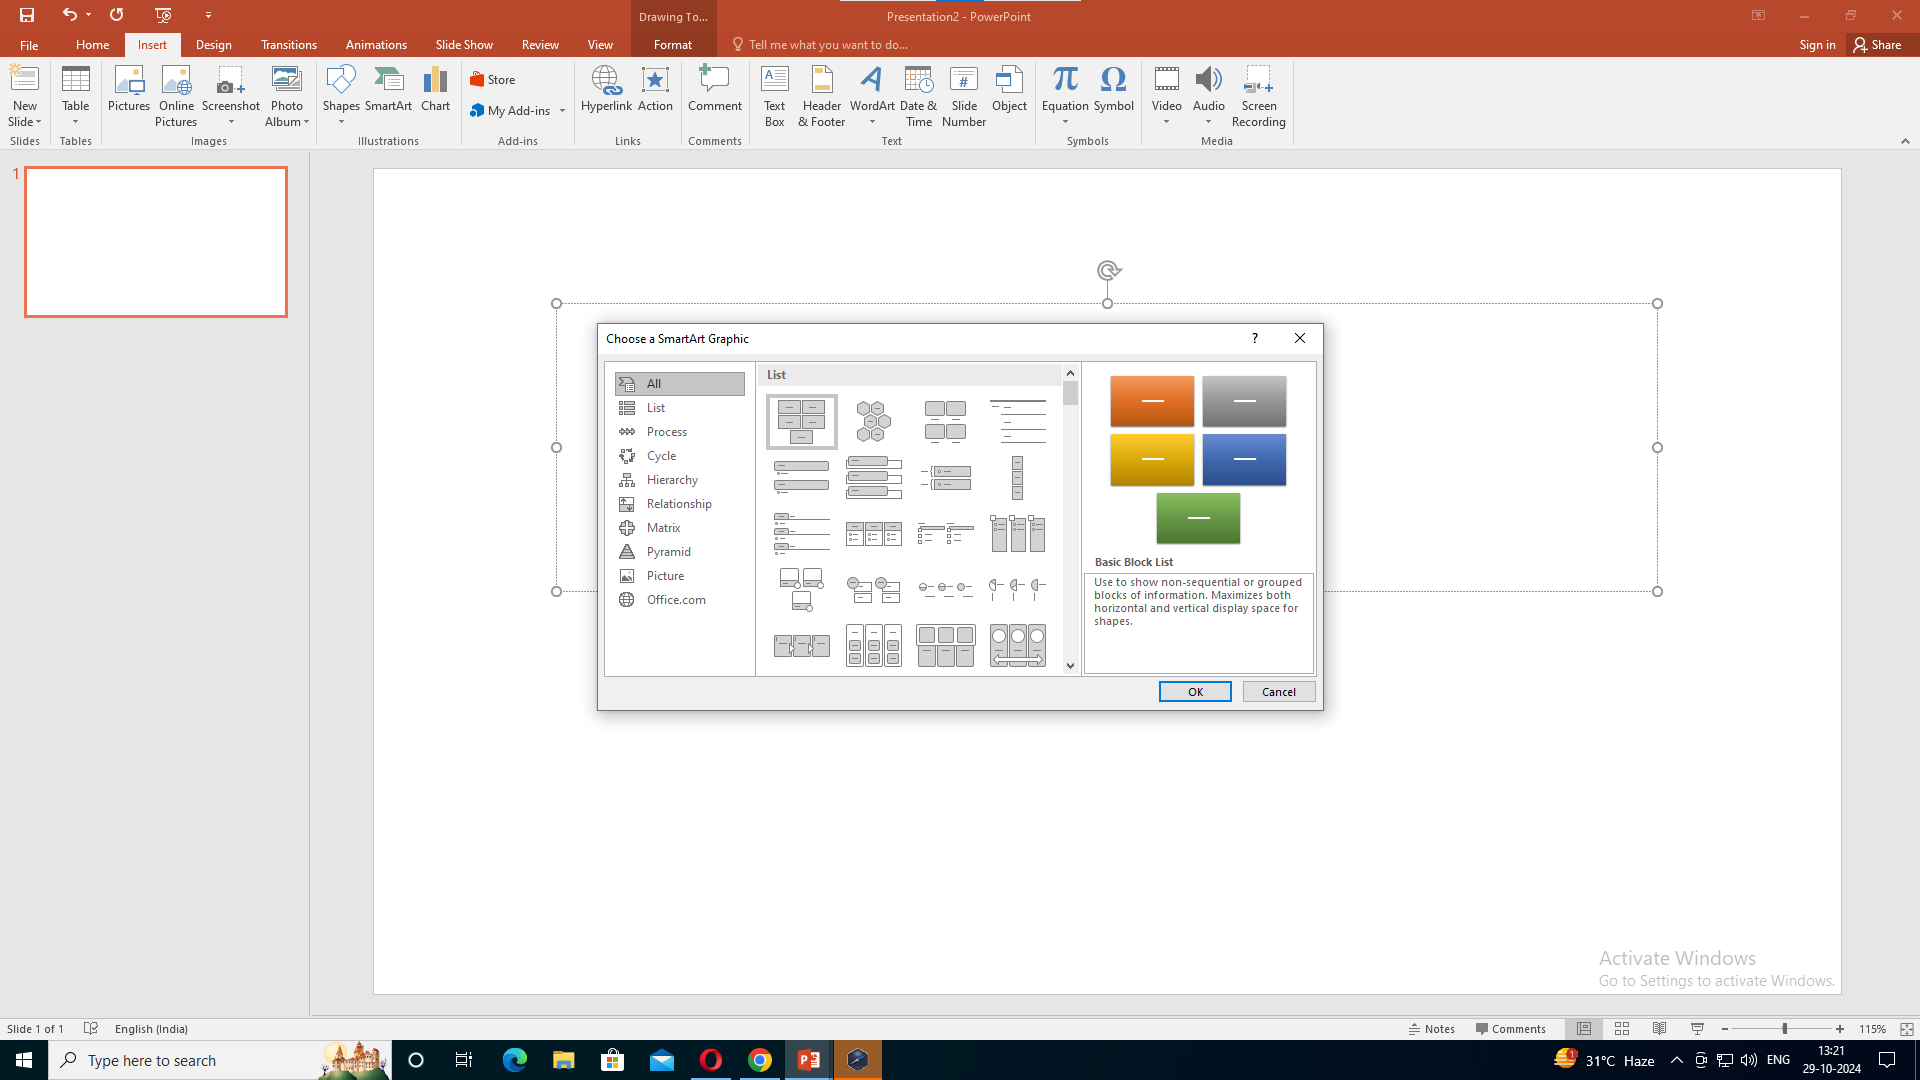 Drawing To...
Presentation2 - PowerPoint
File
Home
Insert
Design
Transitions
Animations
Slide Show
Review
View
Format
Tell me what you want to do...
Sign in
Share
New Slide
Table
Pictures
Online Pictures
Screenshot
Photo Album
Shapes
SmartArt
Chart
Store
My Add-ins
Hyperlink
Action
Comment
Text Box
Header & Footer
WordArt
Date & Time
Slide Number
Object
Equation
Symbol
Video
Audio
Screen Recording
Slides
Tables
Images
Illustrations
Add-ins
Links
Comments
Text
Symbols
Media
1
Choose a SmartArt Graphic
?
All
List
Process
Cycle
Hierarchy
Relationship
Matrix
Pyramid
Picture
Office.com
List
Basic Block List
Use to show non-sequential or grouped
blocks of information. Maximizes both
horizontal and vertical display space for
shapes.
OK
Cancel
Activate Windows
Go to Settings to activate Windows.
Slide 1 of 1
English (India)
Notes
Comments
115%
Type here to search
1
31°C Haze
ENG
13:21
29-10-2024